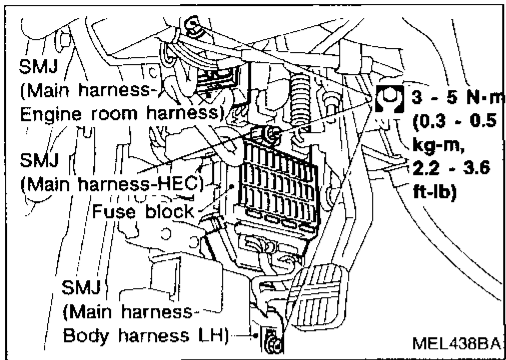 SMJ
(Main harness-
Engine room harness)
SMJ
(Main harness-HEC)
Fuse block
SMJ
(Main harness-
Body harness LH)
3 - 5 N·m
(0.3 - 0.5
kg-m,
2.2 - 3.6
ft-lb)
MEL438BA